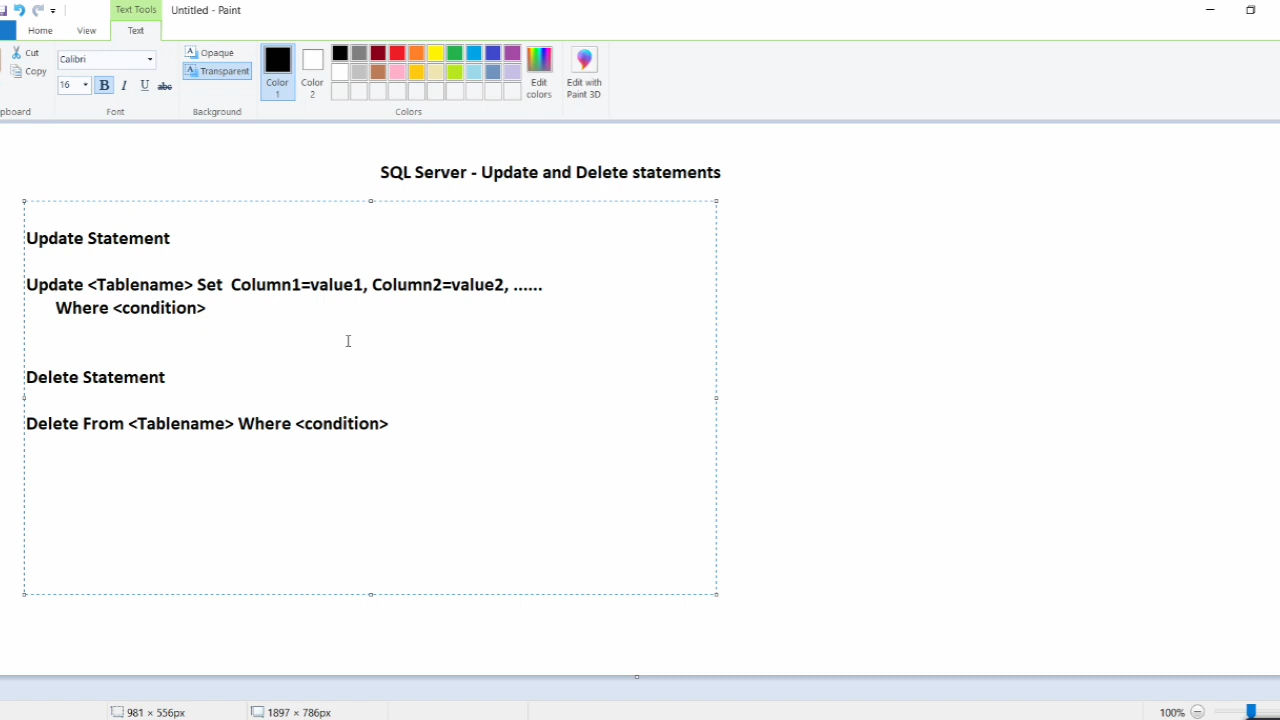 Text Tools Untitled - Paint
Home View Text
Cut Calibri Opaque Color 1 Color 2 Edit colors Edit with Paint 3D
Copy 16 B I U abc Transparent
pboard Font Background Colors
SQL Server - Update and Delete statements
Update Statement
Update <Tablename> Set Column1=value1, Column2=value2, ......
Where <condition>
Delete Statement
Delete From <Tablename> Where <condition>
981 × 556px 1897 × 786px 100%